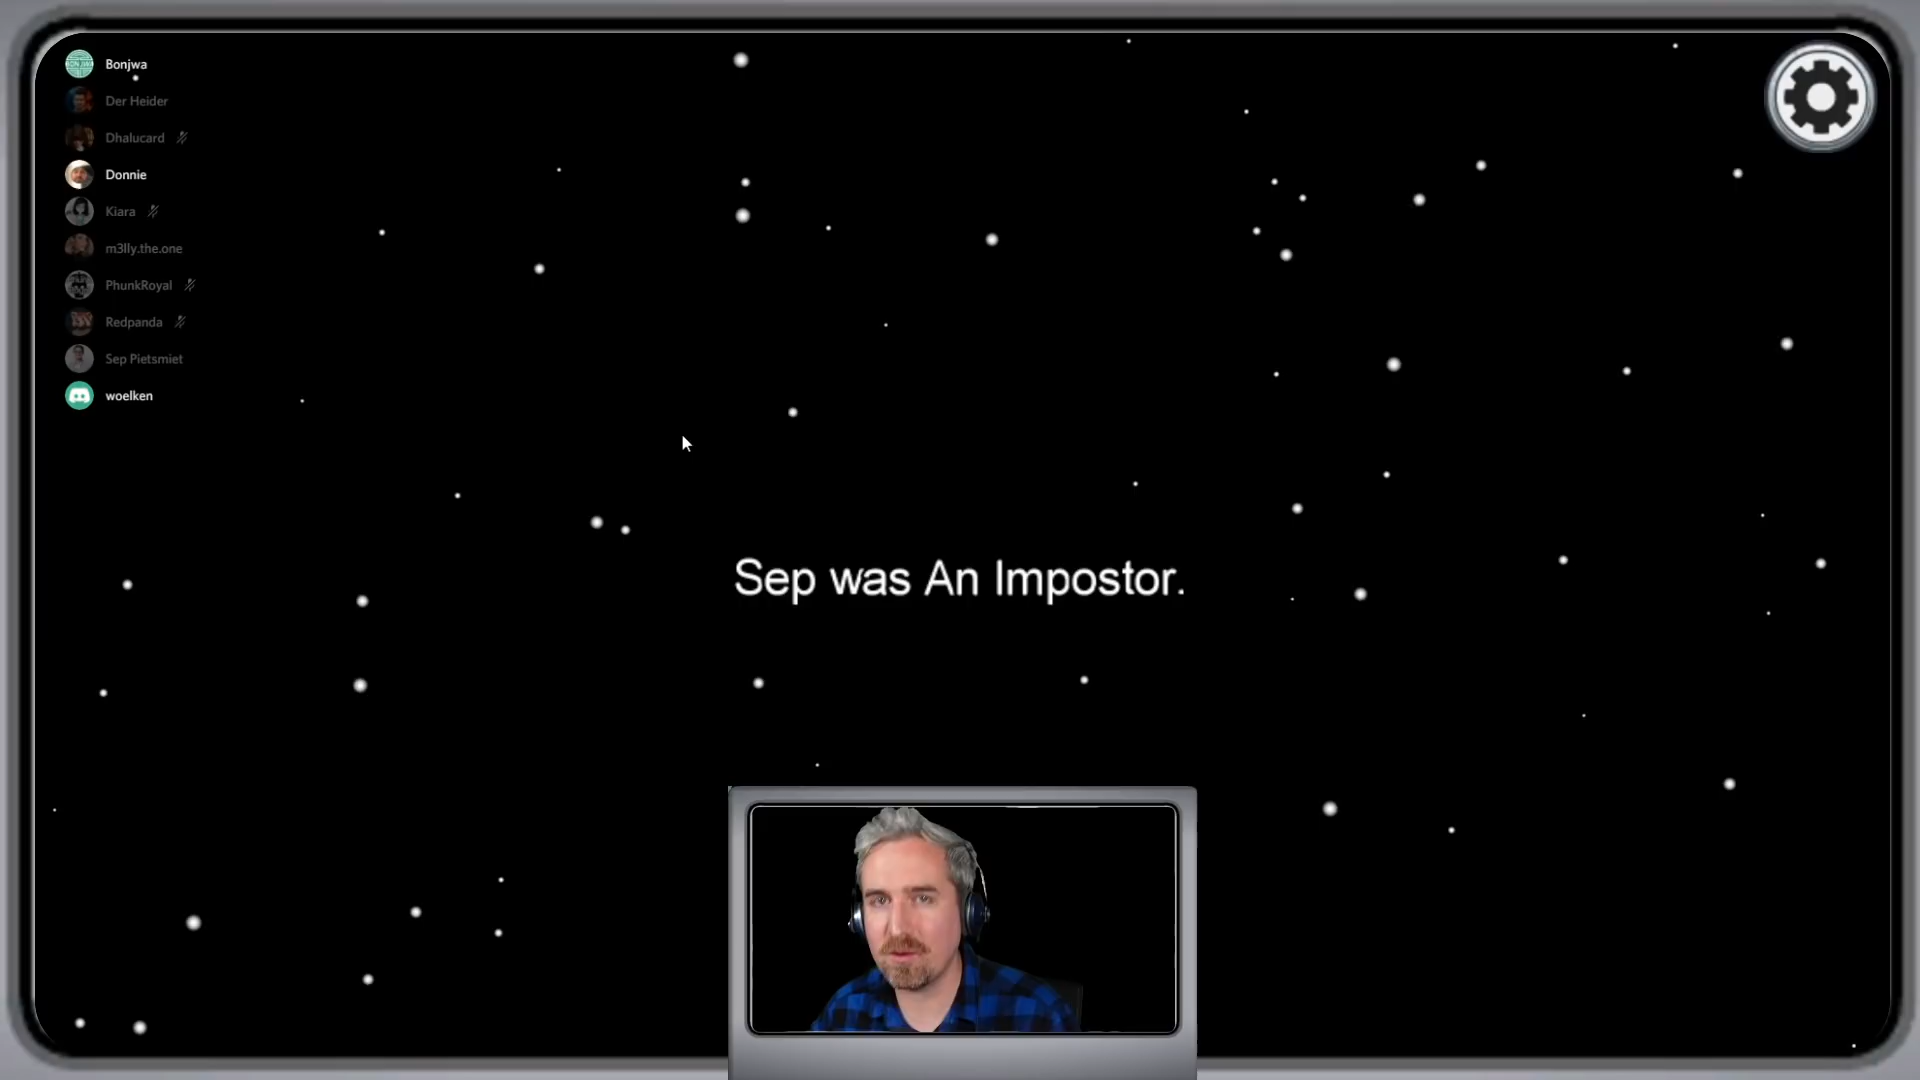 Bonjwa
Der Heider
Dhalucard
Donnie
Kiara
m3lly.the.one
PhunkRoyal
Redpanda
Sep Pietsmiet
woelken
Sep was An Impostor.